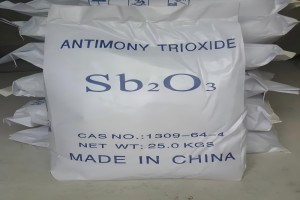 ANTIMONY TRIOXIDE
Sb₂O₃
CAS NO.:1309-64-4
NET WT: 25.0 KGS
MADE IN CHINA